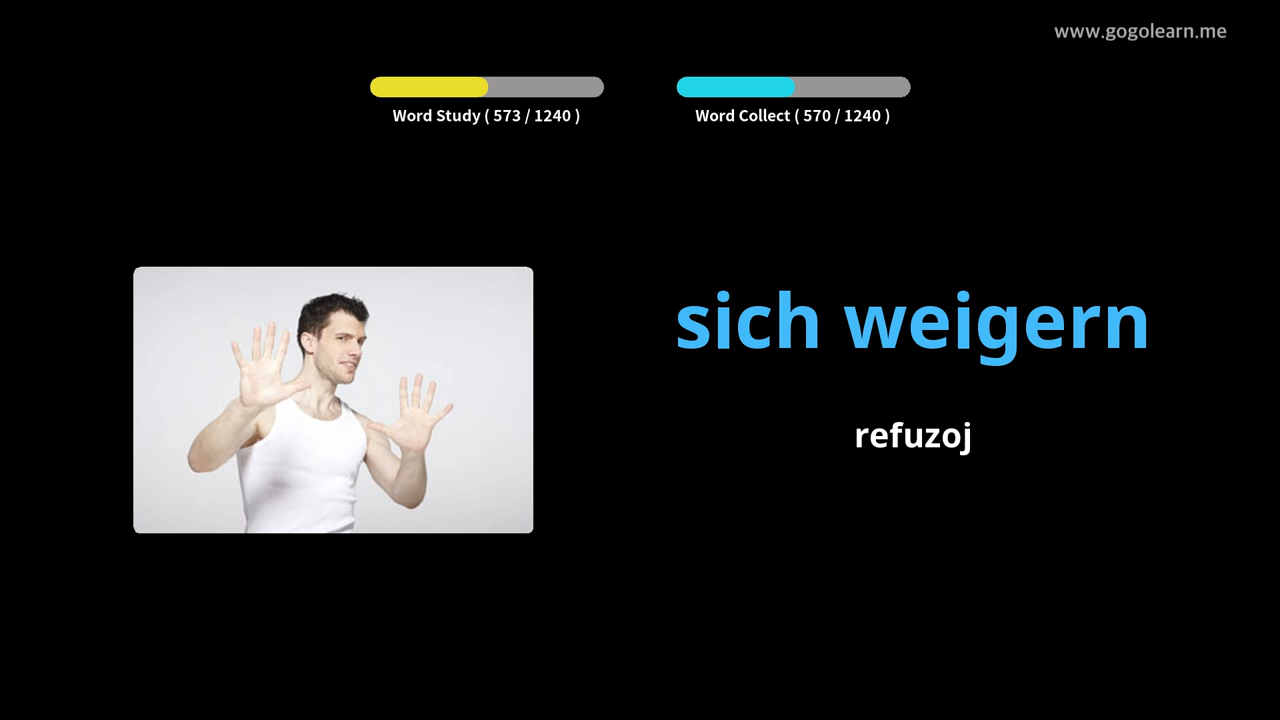 www.gogolearn.me
Word Study ( 573 / 1240 )
Word Collect ( 570 / 1240 )
sich weigern
refuzoj